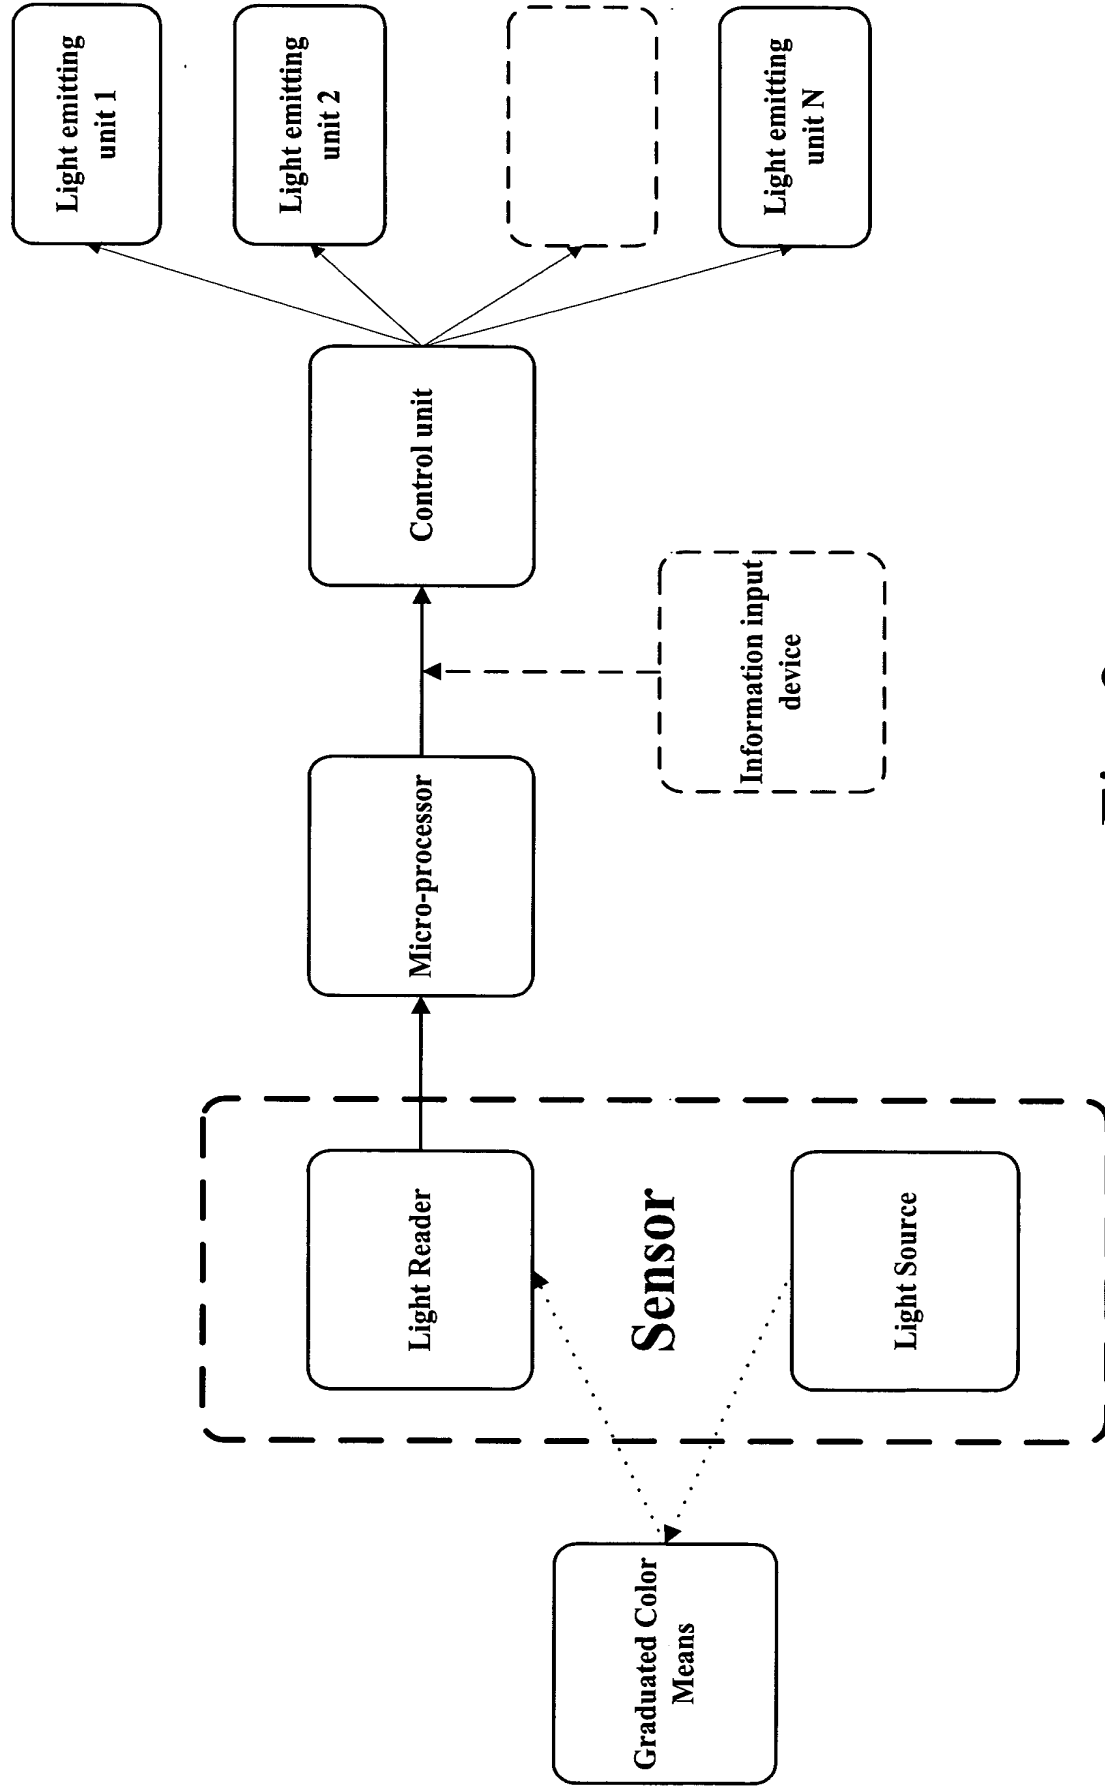 Graduated Color
Means
Light Reader
Sensor
Light Source
Micro-processor
Information input
device
Control unit
Light emitting
unit 1
Light emitting
unit 2
Light emitting
unit N